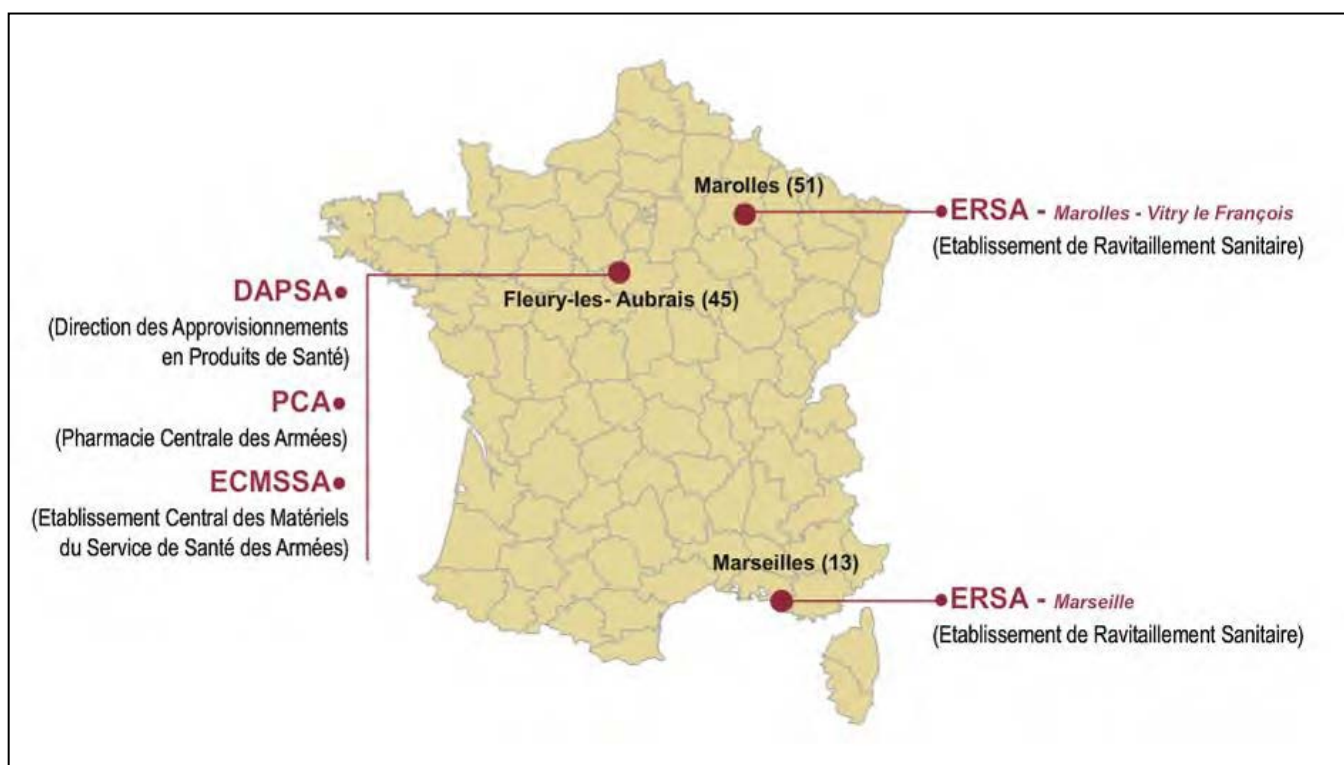 Marolles (51)
ERSA - Marolles - Vitry le François
(Etablissement de Ravitaillement Sanitaire)
DAPSA
(Direction des Approvisionnements
en Produits de Santé)
Fleury-les- Aubrais (45)
PCA
(Pharmacie Centrale des Armées)
ECMSSA
(Etablissement Central des Matériels
du Service de Santé des Armées)
Marseilles (13)
ERSA - Marseille
(Etablissement de Ravitaillement Sanitaire)